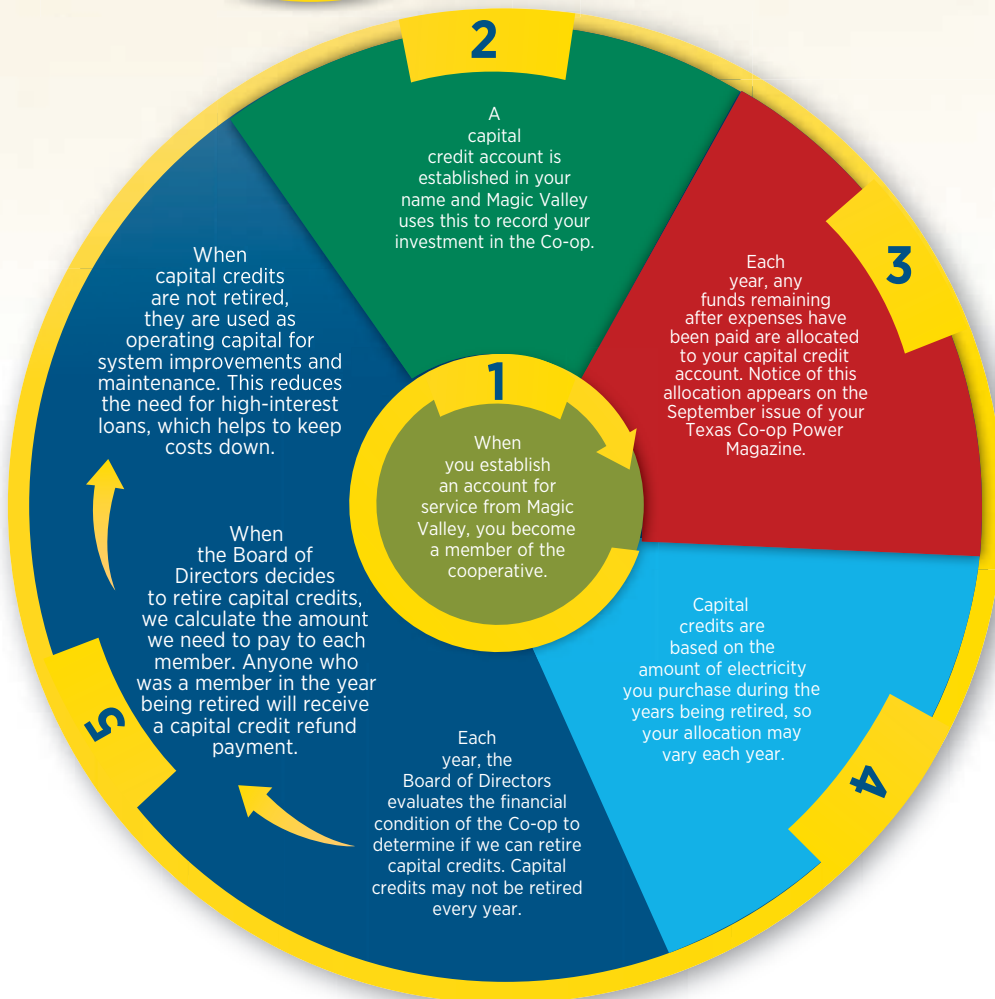 1
When
you establish
an account for
service from Magic
Valley, you become
a member of the
cooperative.
2
A
capital
credit account is
established in your
name and Magic Valley
uses this to record your
investment in the Co-op.
3
Each
year, any
funds remaining
after expenses have
been paid are allocated
to your capital credit
account. Notice of this
allocation appears on the
September issue of your
Texas Co-op Power
Magazine.
4
Capital
credits are
based on the
amount of electricity
you purchase during the
years being retired, so
your allocation may
vary each year.
5
Each
year, the
Board of Directors
evaluates the financial
condition of the Co-op to
determine if we can retire
capital credits. Capital
credits may not be retired
every year.
When
the Board of
Directors decides
to retire capital credits,
we calculate the amount
we need to pay to each
member. Anyone who
was a member in the year
being retired will receive
a capital credit refund
payment.
When
capital credits
are not retired,
they are used as
operating capital for
system improvements and
maintenance. This reduces
the need for high-interest
loans, which helps to keep
costs down.